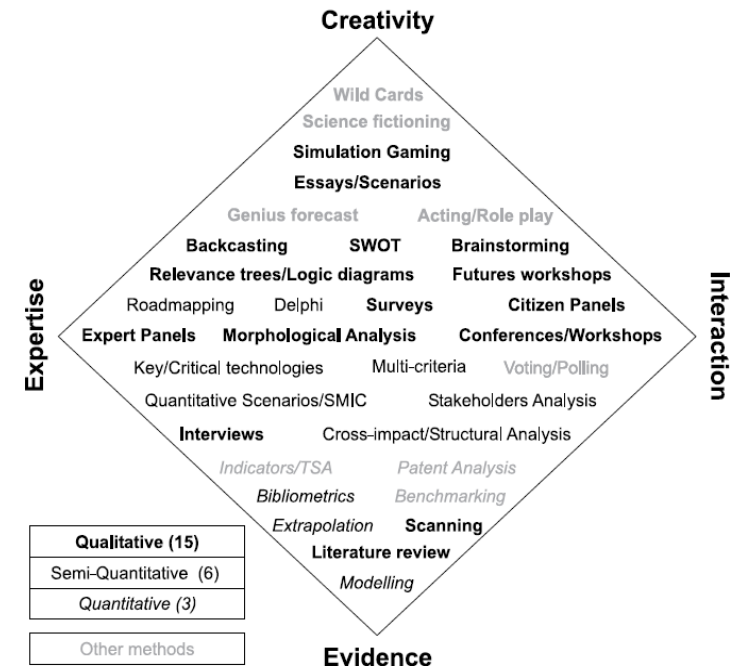 Creativity
Wild Cards
Science fictioning
Simulation Gaming
Essays/Scenarios
Genius forecast Acting/Role play
Backcasting SWOT Brainstorming
Relevance trees/Logic diagrams Futures workshops
Roadmapping Delphi Surveys Citizen Panels
Expert Panels Morphological Analysis Conferences/Workshops
Key/Critical technologies Multi-criteria Voting/Polling
Quantitative Scenarios/SMIC Stakeholders Analysis
Interviews Cross-impact/Structural Analysis
Indicators/TSA Patent Analysis
Bibliometrics Benchmarking
Extrapolation Scanning
Literature review
Modelling
Expertise
Interaction
Evidence
Qualitative (15)
Semi-Quantitative (6)
Quantitative (3)
Other methods